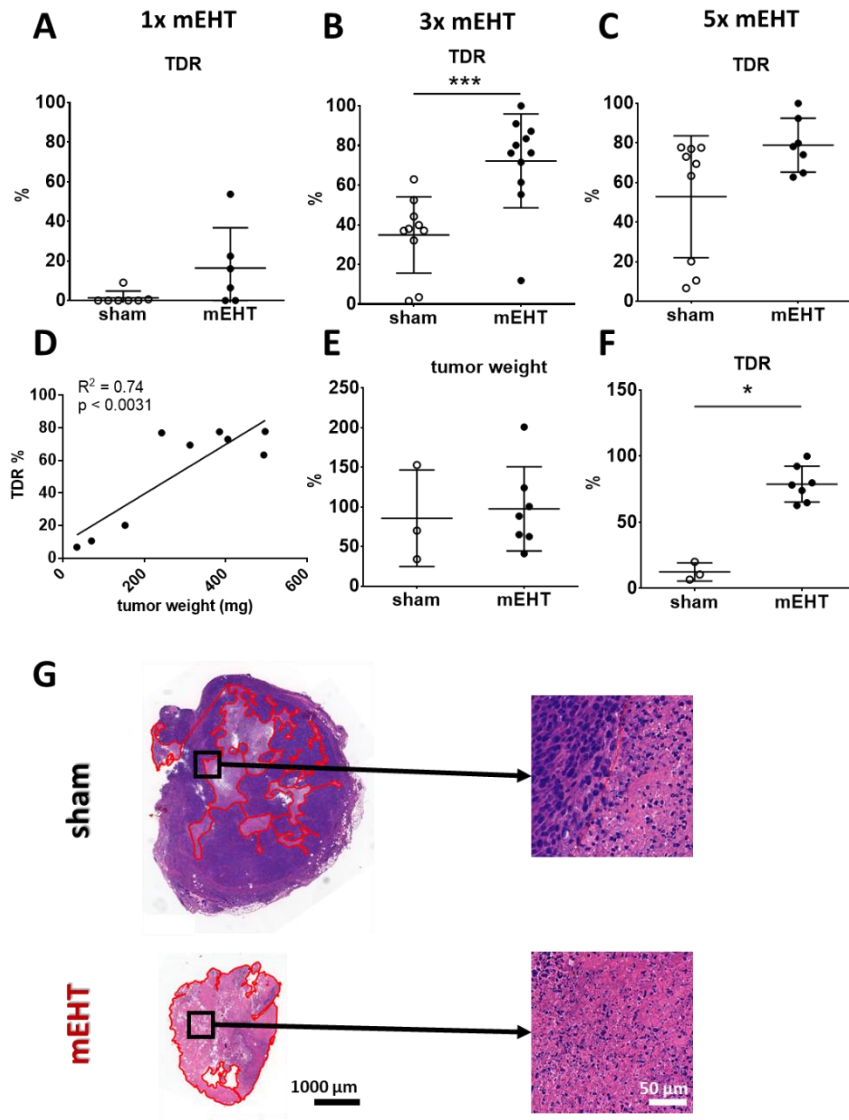 A 1x mEHT
TDR
100
80
60
40
20
0
%
sham mEHT
B 3x mEHT
TDR
***
100
80
60
40
20
0
%
sham mEHT
C 5x mEHT
TDR
100
80
60
40
20
0
%
sham mEHT
D
R² = 0.74
p < 0.0031
100
80
60
40
20
0
TDR %
0 200 400 600
tumor weight (mg)
E
tumor weight
250
200
150
100
50
0
%
sham mEHT
F
TDR
*
150
100
50
0
%
sham mEHT
G
sham
mEHT
1000 µm
50 µm